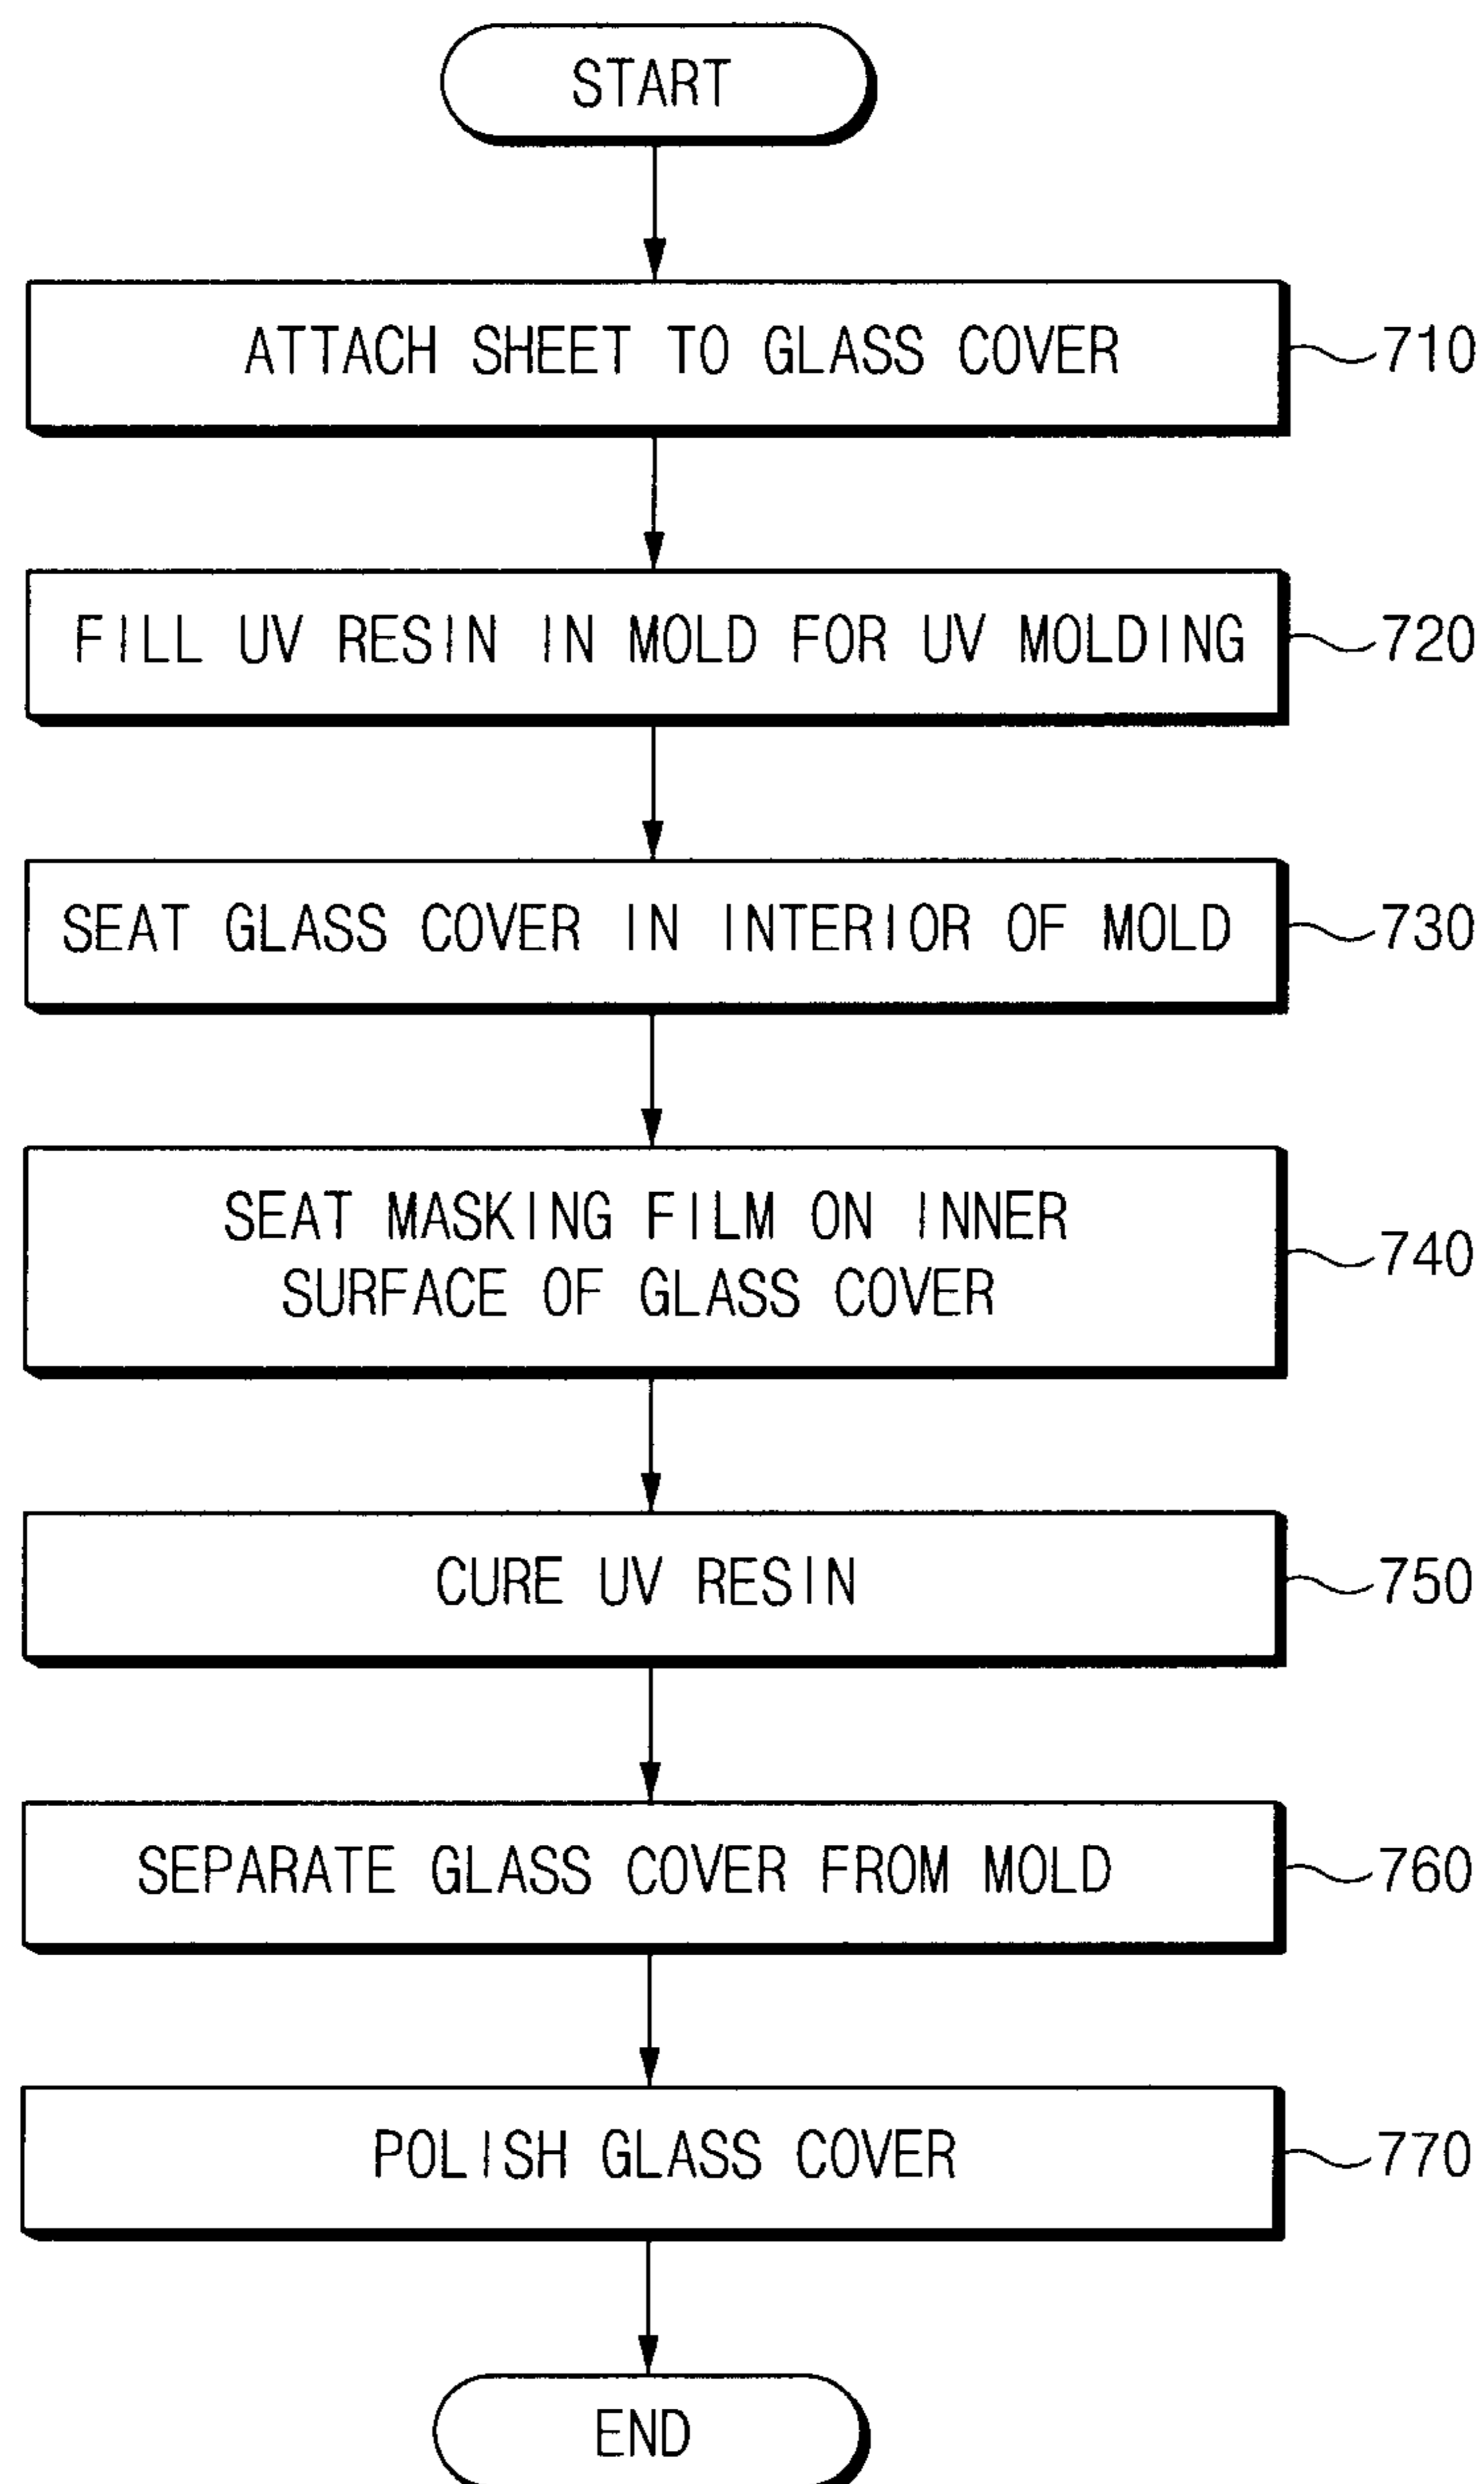 START
ATTACH SHEET TO GLASS COVER
710
FILL UV RESIN IN MOLD FOR UV MOLDING
720
SEAT GLASS COVER IN INTERIOR OF MOLD
730
SEAT MASKING FILM ON INNER
SURFACE OF GLASS COVER
740
CURE UV RESIN
750
SEPARATE GLASS COVER FROM MOLD
760
POLISH GLASS COVER
770
END